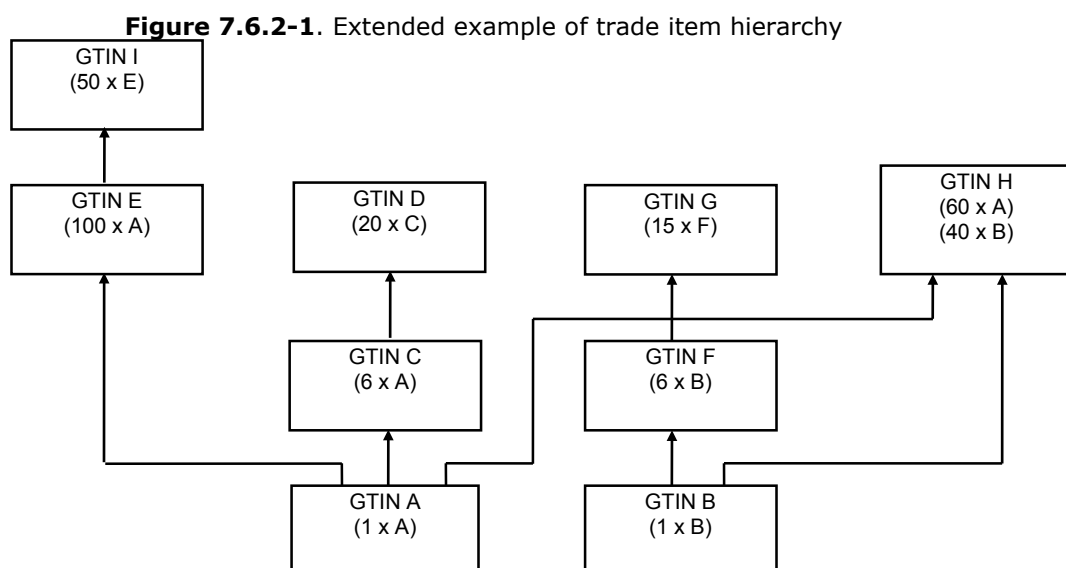 Figure 7.6.2-1. Extended example of trade item hierarchy
GTIN I
(50 x E)
GTIN E
(100 x A)
GTIN D
(20 x C)
GTIN G
(15 x F)
GTIN H
(60 x A)
(40 x B)
GTIN C
(6 x A)
GTIN F
(6 x B)
GTIN A
(1 x A)
GTIN B
(1 x B)